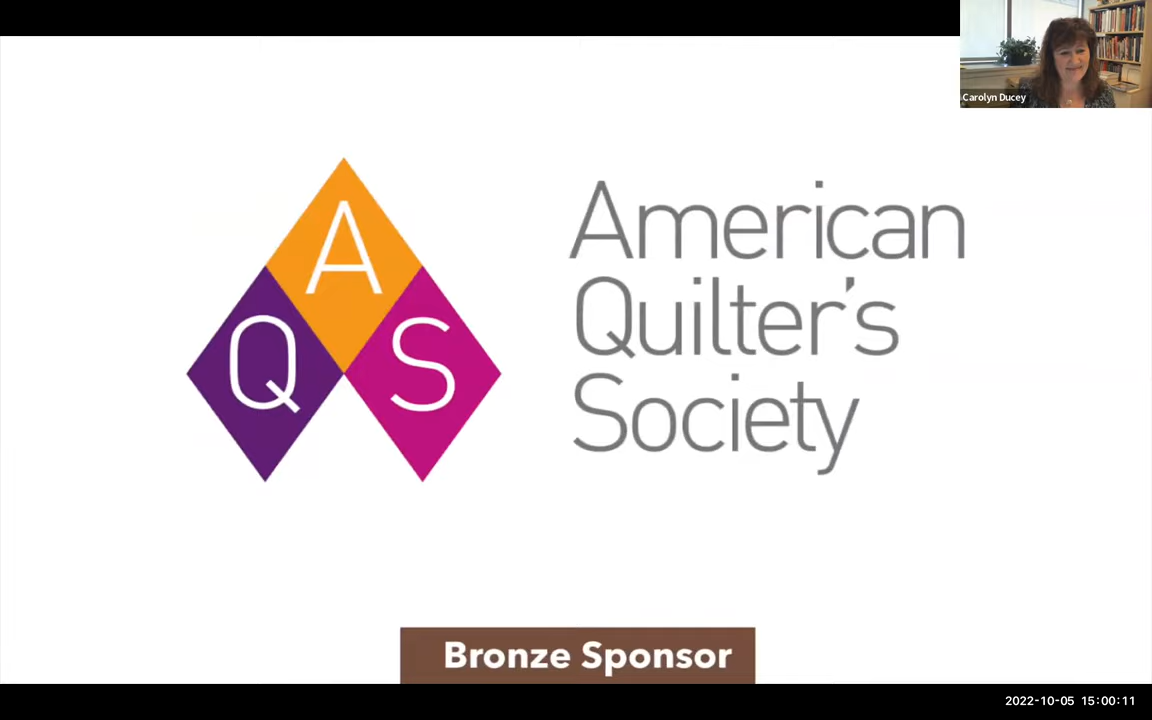 Carolyn Ducey
A
Q S
American
Quilter's
Society
Bronze Sponsor
2022-10-05 15:00:11